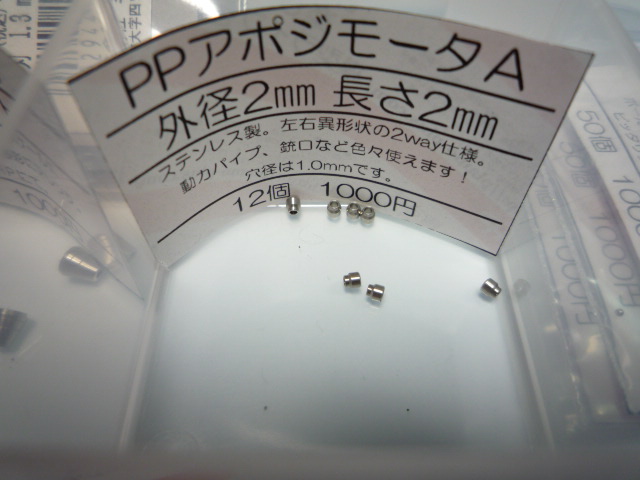 PPアポジモータA
外径2mm 長さ2mm
ステンレス製。左右異形状の2way仕様。
動力パイプ、銃口など色々使えます!
穴径は1.0mmです。
12個 1000円
50個